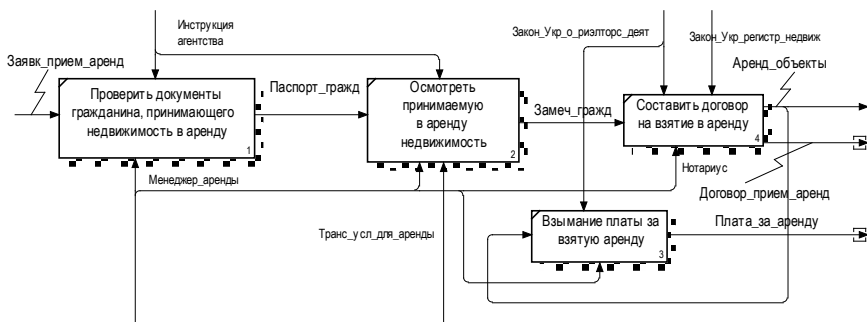 Инструкция
агентства
Закон_Укр_о_риэлторс_деят
Закон_Укр_регистр_недвиж
Заявк_прием_аренд
Аренд_объекты
Проверить документы
гражданина, принимающего
недвижимость в аренду
1
Паспорт_гражд
Осмотреть
принимаемую
в аренду
недвижимость
2
Замеч_гражд
Составить договор
на взятие в аренду
4
Нотариус
Менеджер_аренды
Договор_прием_аренд
Транс_усл_для_аренды
Взымание платы за
взятую аренду
3
Плата_за_аренду